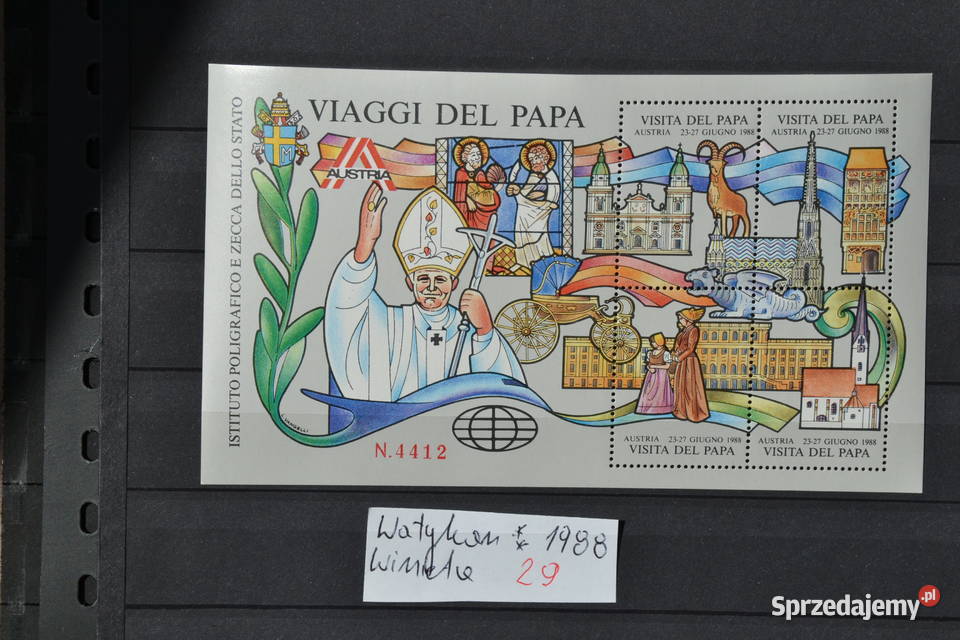 ISTITUTO POLIGRAFICO E ZECCA DELLO STATO
VIAGGI DEL PAPA
AUSTRIA
M
VISITA DEL PAPA
AUSTRIA 23-27 GIUGNO 1988
VISITA DEL PAPA
AUSTRIA 23-27 GIUGNO 1988
AUSTRIA 23-27 GIUGNO 1988
VISITA DEL PAPA
AUSTRIA 23-27 GIUGNO 1988
VISITA DEL PAPA
N.4412
Watykan ** 1988
Winieta 29
Sprzedajemy.pl